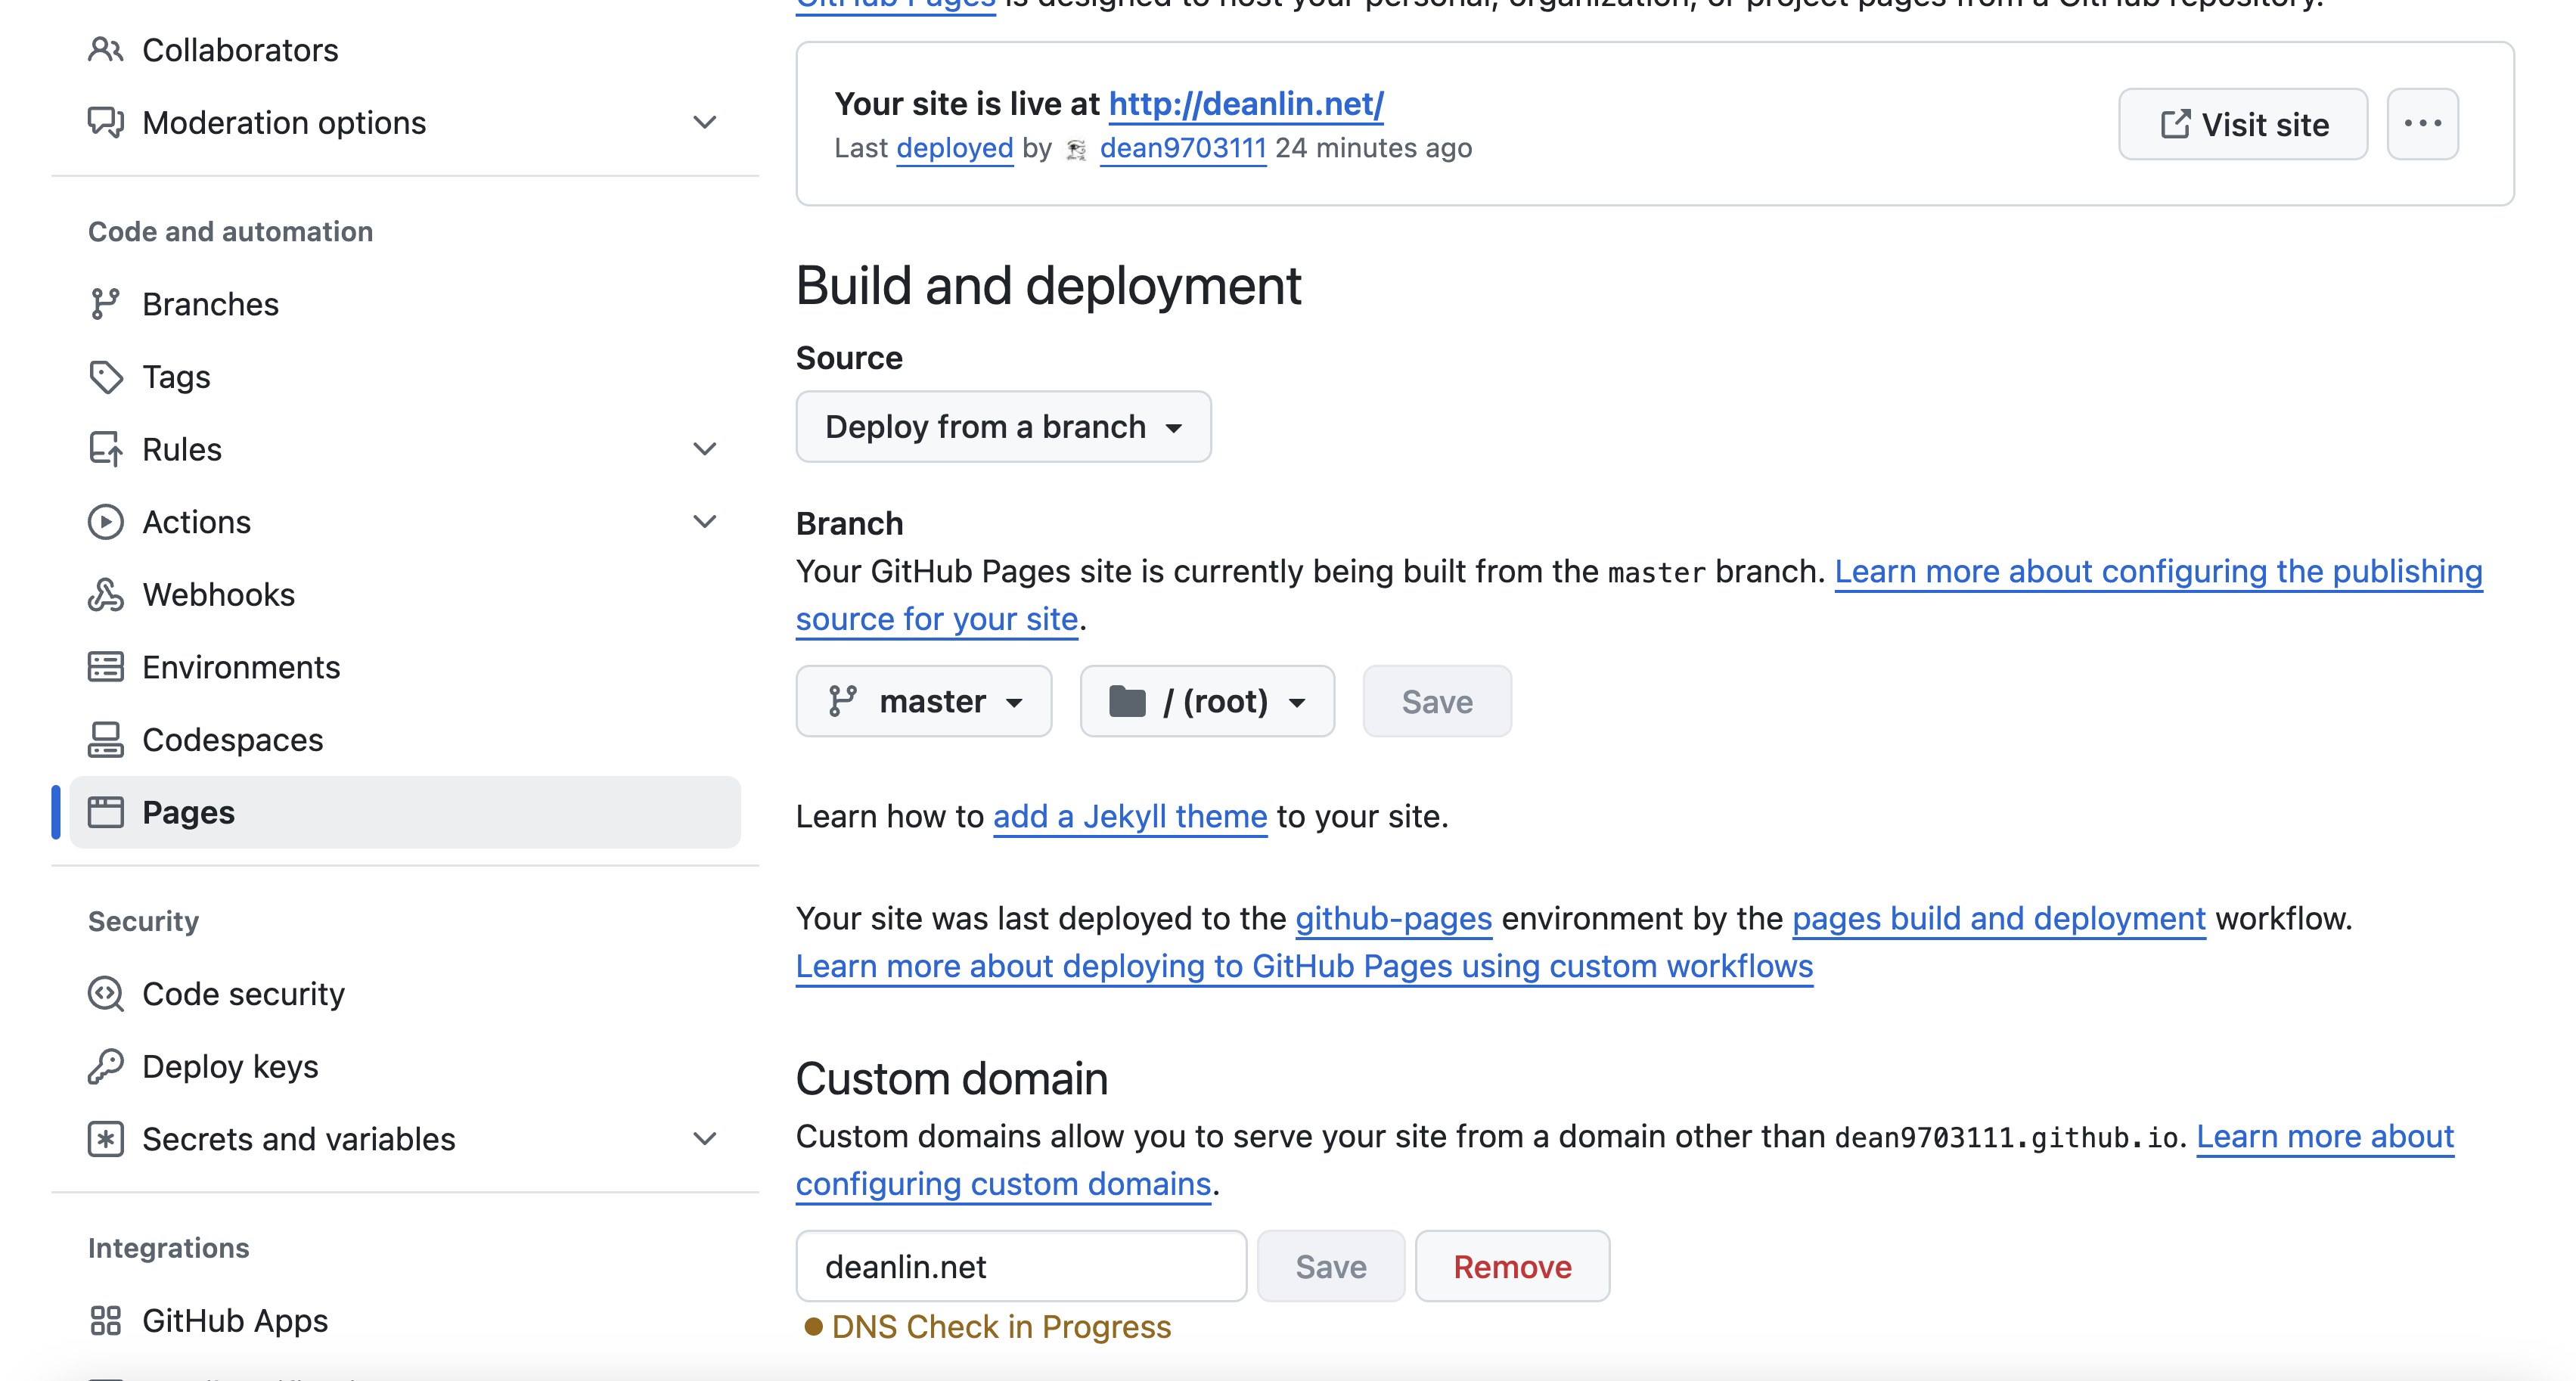 GitHub Pages is designed to host your personal, organization, or project pages from a GitHub repository.
Collaborators
Moderation options
Code and automation
Branches
Tags
Rules
Actions
Webhooks
Environments
Codespaces
Pages
Security
Code security
Deploy keys
Secrets and variables
Integrations
GitHub Apps
Your site is live at http://deanlin.net/
Last deployed by dean9703111 24 minutes ago
Visit site
Build and deployment
Source
Deploy from a branch
Branch
Your GitHub Pages site is currently being built from the master branch. Learn more about configuring the publishing
source for your site.
master
/ (root)
Save
Learn how to add a Jekyll theme to your site.
Your site was last deployed to the github-pages environment by the pages build and deployment workflow.
Learn more about deploying to GitHub Pages using custom workflows
Custom domain
Custom domains allow you to serve your site from a domain other than dean9703111.github.io. Learn more about
configuring custom domains.
deanlin.net
Save
Remove
DNS Check in Progress